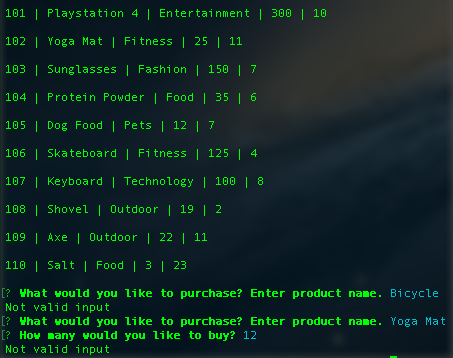 101 | Playstation 4 | Entertainment | 300 | 10
102 | Yoga Mat | Fitness | 25 | 11
103 | Sunglasses | Fashion | 150 | 7
104 | Protein Powder | Food | 35 | 6
105 | Dog Food | Pets | 12 | 7
106 | Skateboard | Fitness | 125 | 4
107 | Keyboard | Technology | 100 | 8
108 | Shovel | Outdoor | 19 | 2
109 | Axe | Outdoor | 22 | 11
110 | Salt | Food | 3 | 23
[? What would you like to purchase? Enter product name. Bicycle
Not valid input
[? What would you like to purchase? Enter product name. Yoga Mat
[? How many would you like to buy? 12
Not valid input